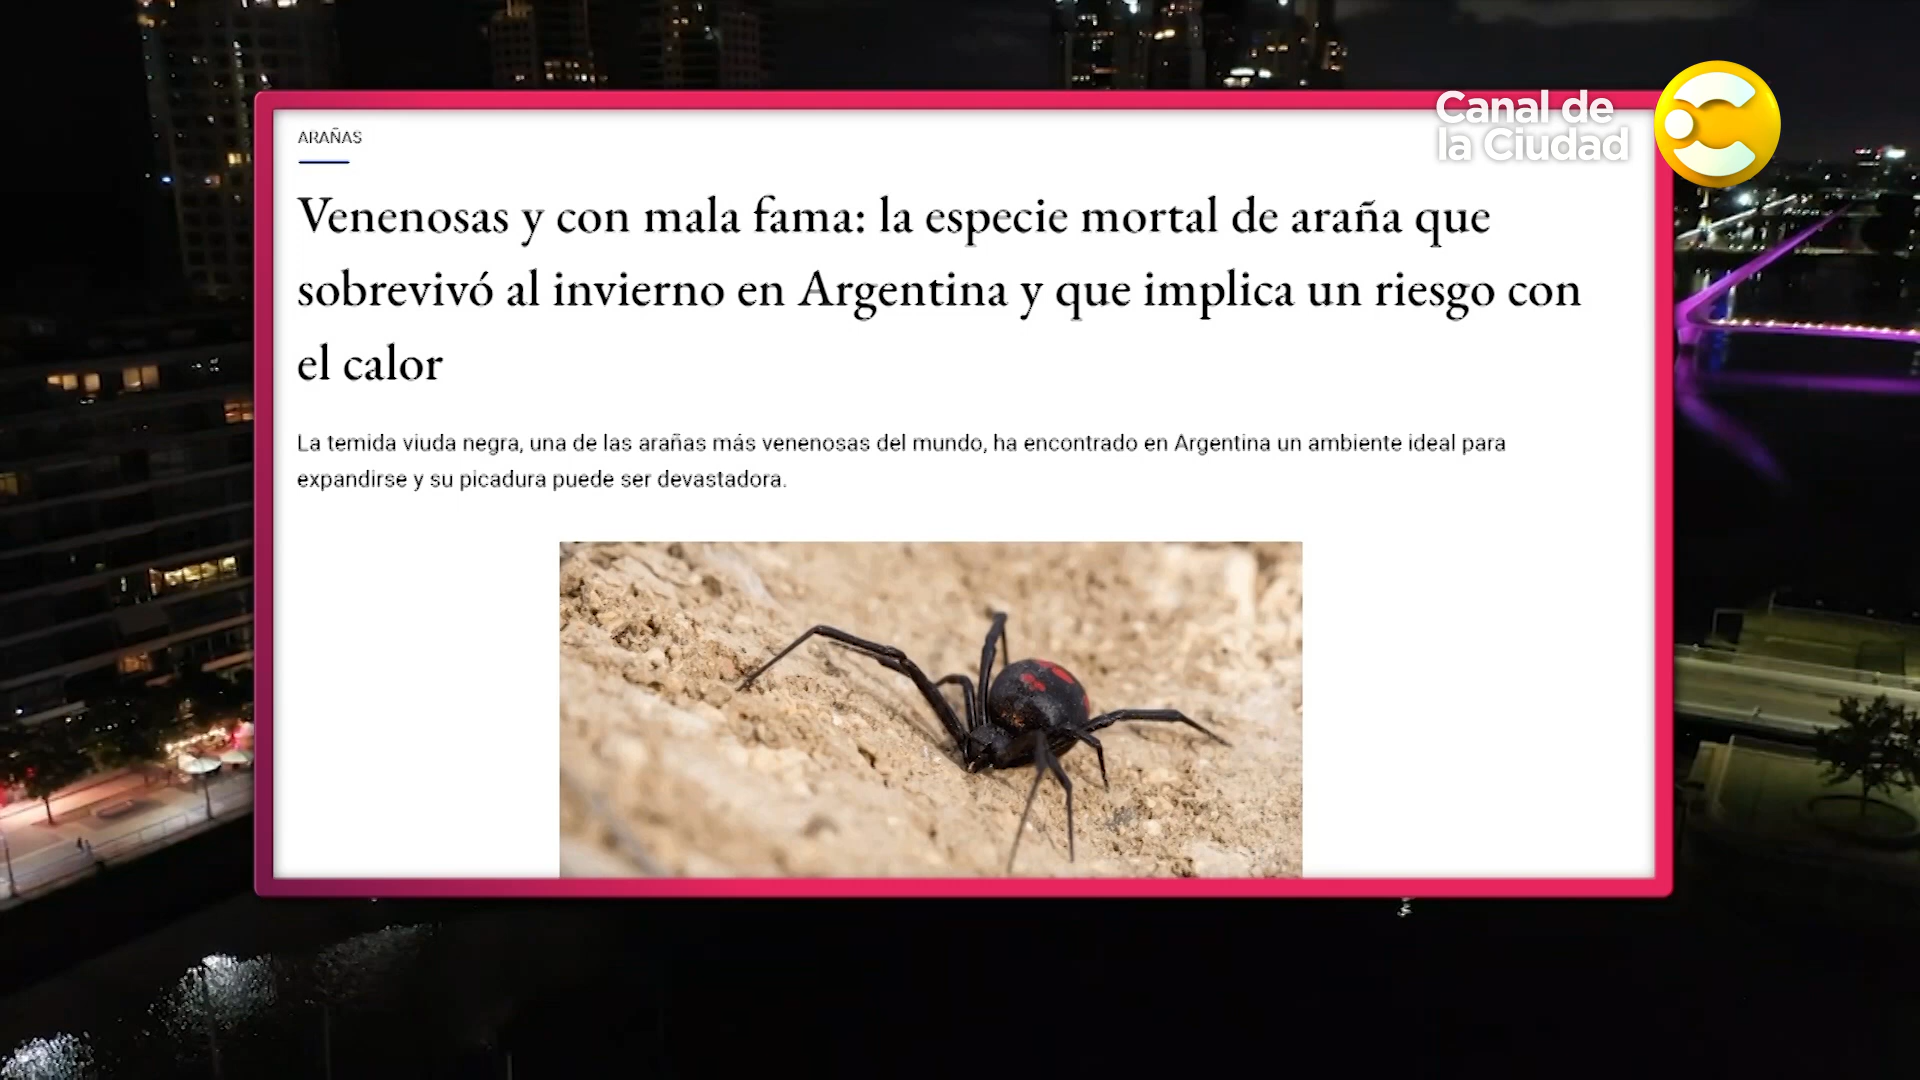 Canal de
la Ciudad
ARAÑAS
Venenosas y con mala fama: la especie mortal de araña que
sobrevivó al invierno en Argentina y que implica un riesgo con
el calor
La temida viuda negra, una de las arañas más venenosas del mundo, ha encontrado en Argentina un ambiente ideal para
expandirse y su picadura puede ser devastadora.